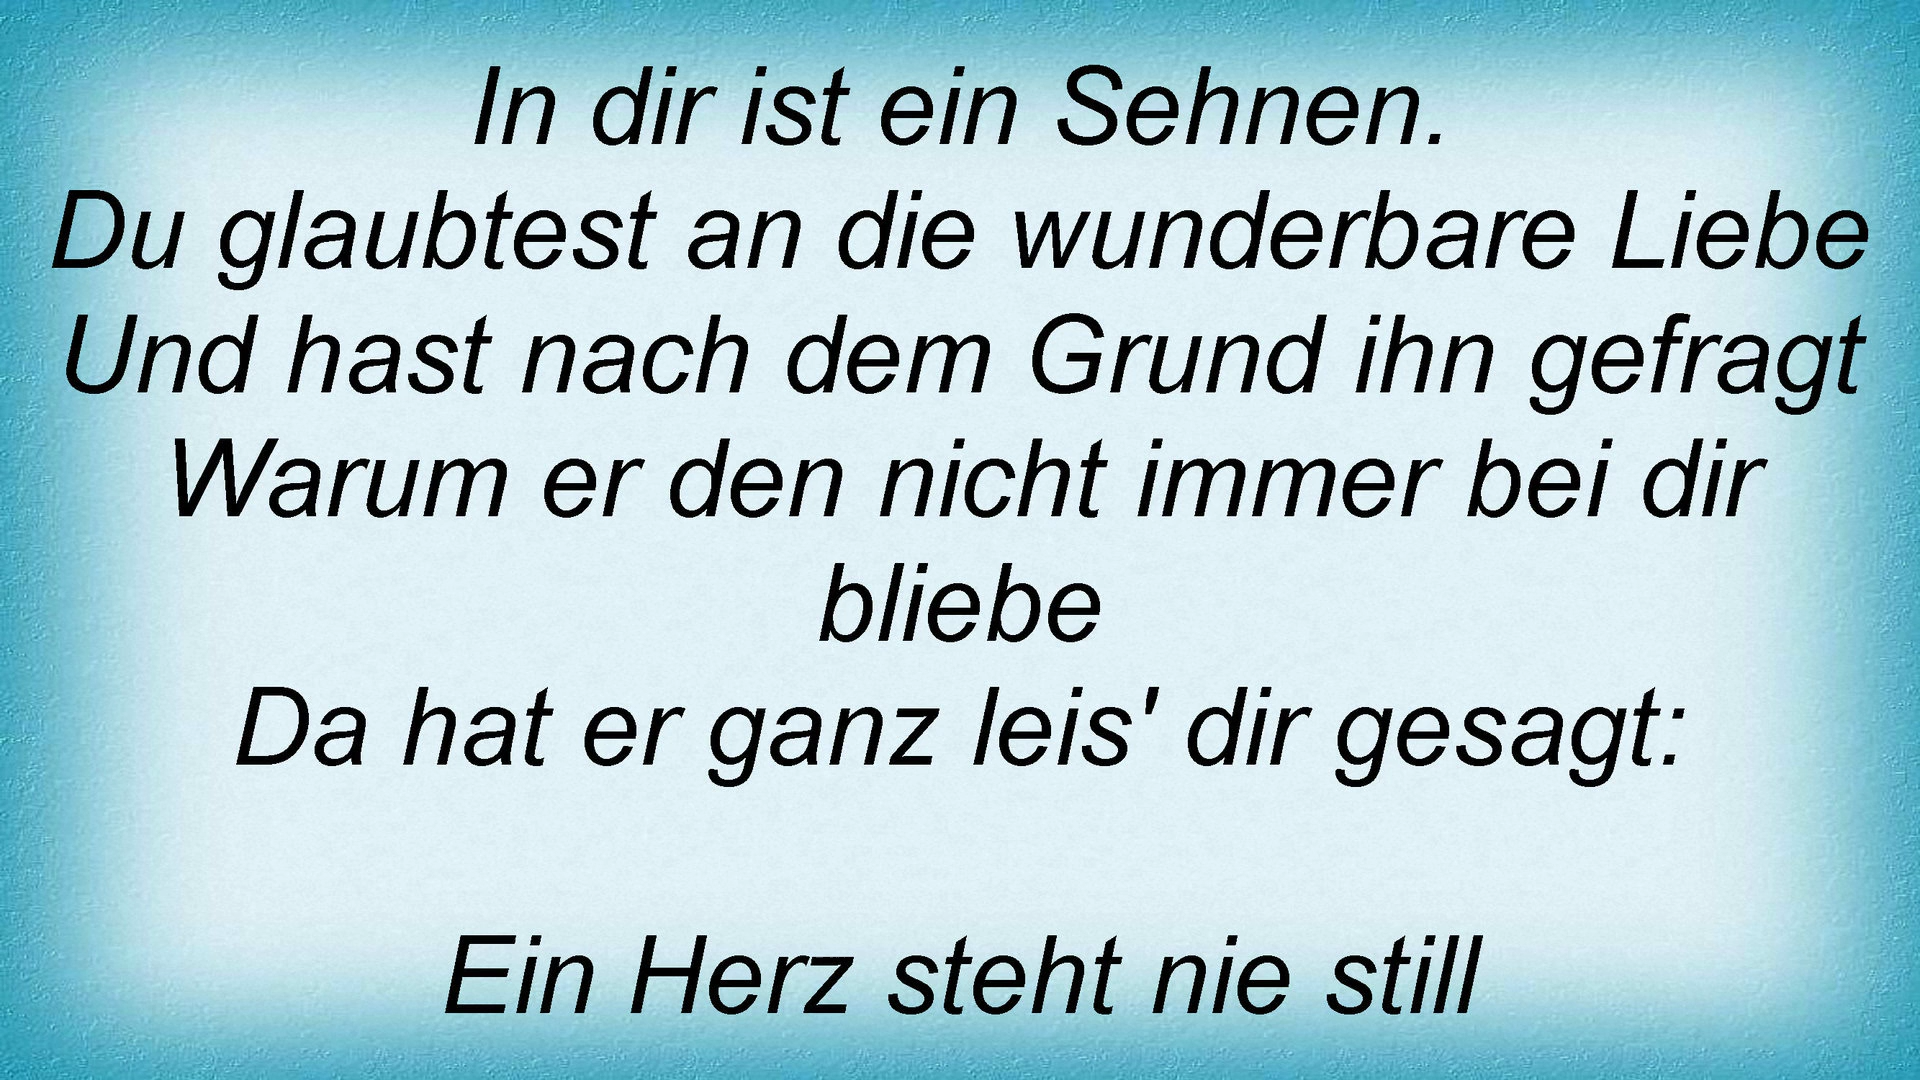 In dir ist ein Sehnen.
Du glaubtest an die wunderbare Liebe
Und hast nach dem Grund ihn gefragt
Warum er den nicht immer bei dir
bliebe
Da hat er ganz leis' dir gesagt:
Ein Herz steht nie still